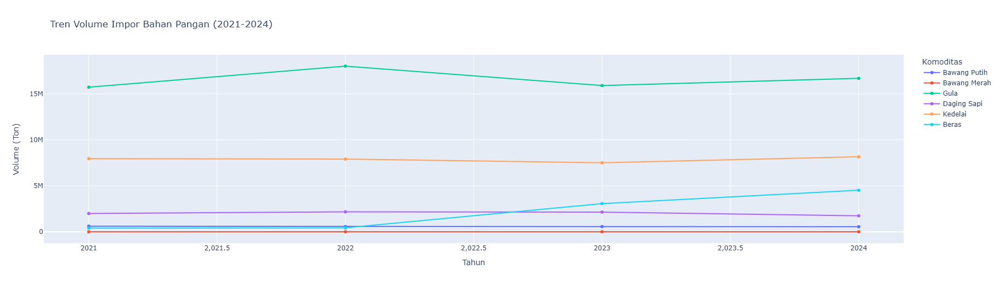 Tren Volume Impor Bahan Pangan (2021-2024)
Komoditas
Bawang Putih
Bawang Merah
Gula
Daging Sapi
Kedelai
Beras
Volume (Ton)
15M
10M
5M
0
2021 2,021.5 2022 2,022.5 2023 2,023.5 2024
Tahun